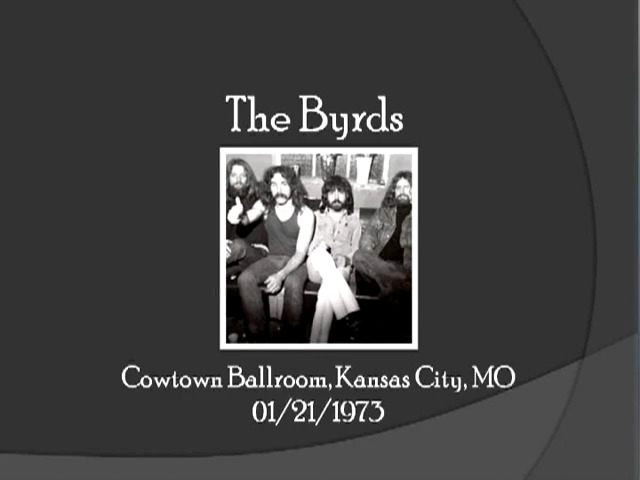 The Byrds
Cowtown Ballroom, Kansas City, MO
01/21/1973